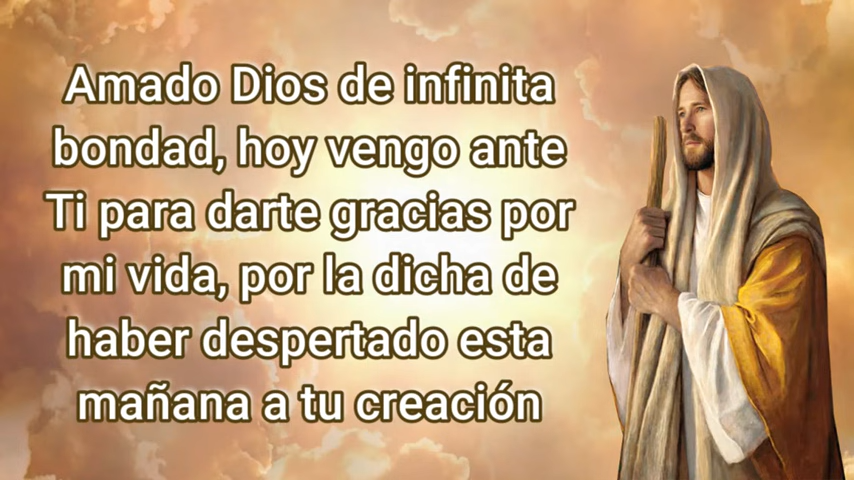 Amado Dios de infinita
bondad, hoy vengo ante
Ti para darte gracias por
mi vida, por la dicha de
haber despertado esta
mañana a tu creación